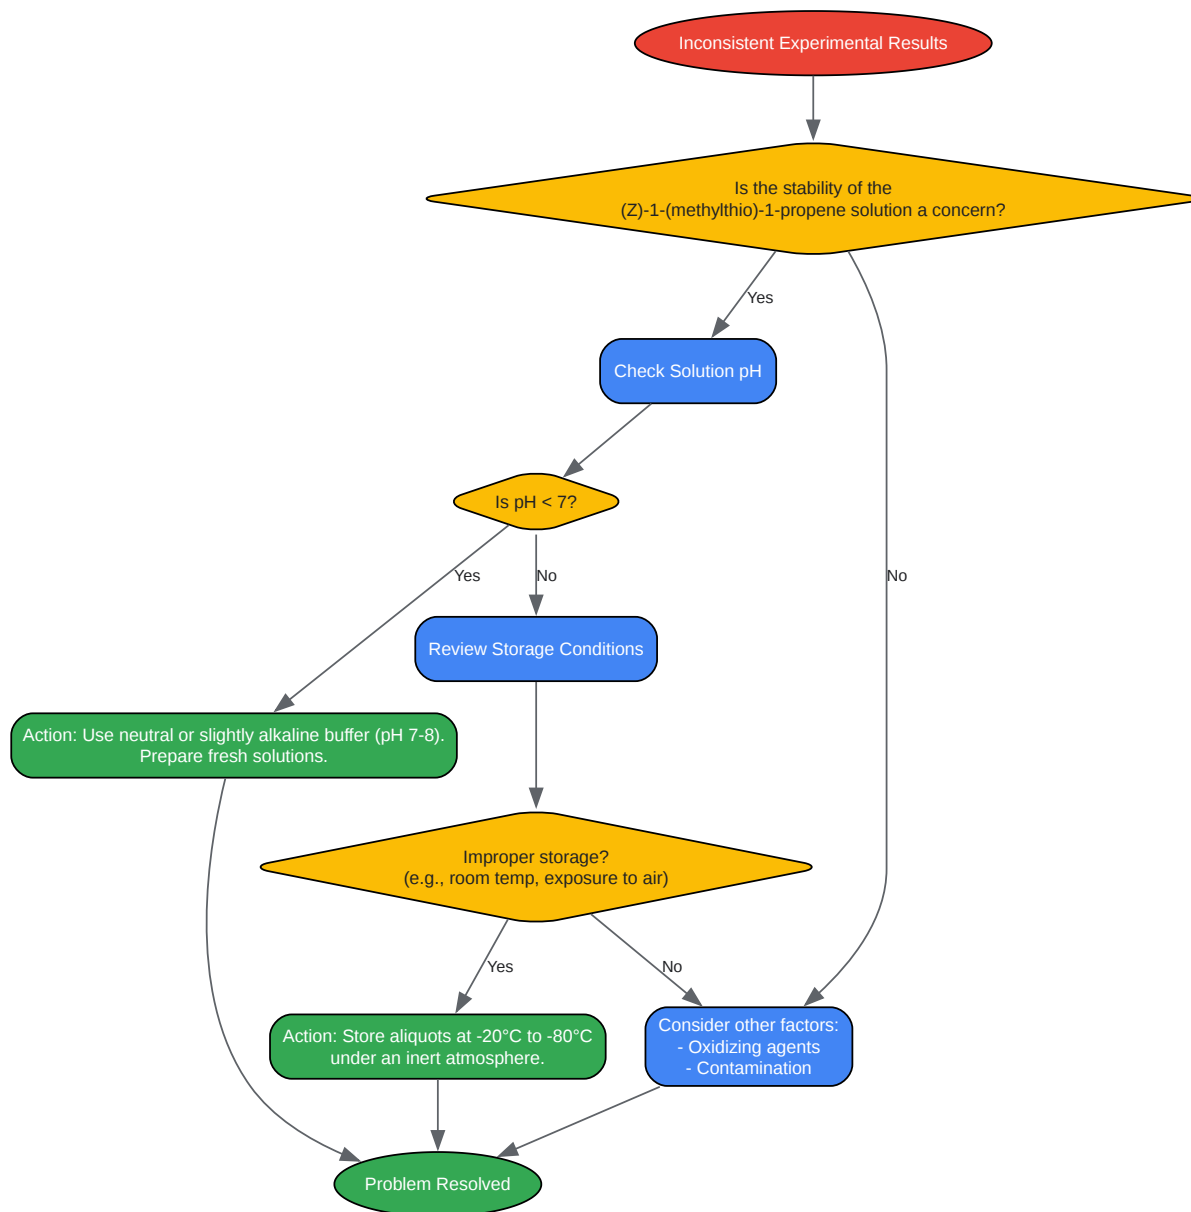 Inconsistent Experimental Results
Is the stability of the
(Z)-1-(methylthio)-1-propene solution a concern?
Yes
Check Solution pH
Is pH < 7?
Yes
No
No
Review Storage Conditions
Action: Use neutral or slightly alkaline buffer (pH 7-8).
Prepare fresh solutions.
Improper storage?
(e.g., room temp, exposure to air)
Yes
No
Action: Store aliquots at -20°C to -80°C
under an inert atmosphere.
Consider other factors:
- Oxidizing agents
- Contamination
Problem Resolved